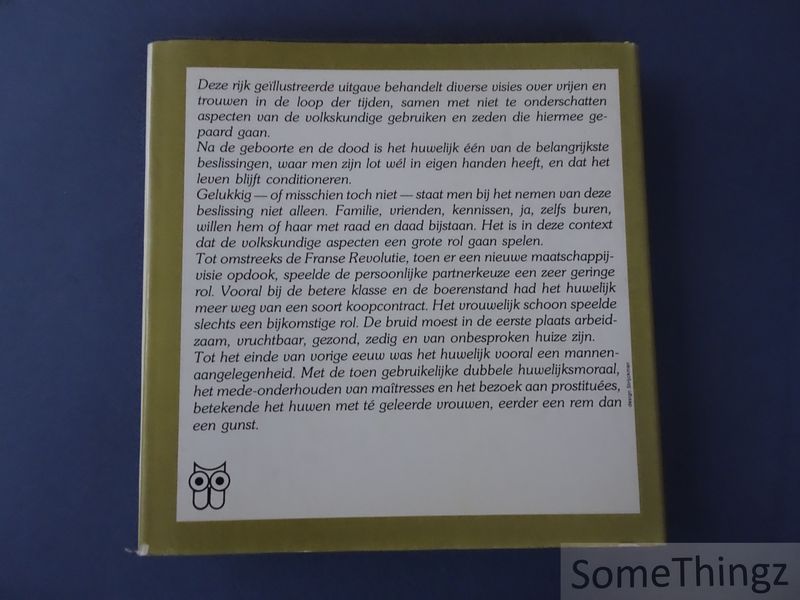 Deze rijk geïllustreerde uitgave behandelt diverse visies over vrijen en
trouwen in de loop der tijden, samen met niet te onderschatten
aspecten van de volkskundige gebruiken en zeden die hiermee ge-
paard gaan.
Na de geboorte en de dood is het huwelijk één van de belangrijkste
beslissingen, waar men zijn lot wél in eigen handen heeft, en dat het
leven blijft conditioneren.
Gelukkig — of misschien toch niet — staat men bij het nemen van deze
beslissing niet alleen. Familie, vrienden, kennissen, ja, zelfs buren,
willen hem of haar met raad en daad bijstaan. Het is in deze context
dat de volkskundige aspecten een grote rol gaan spelen.
Tot omstreeks de Franse Revolutie, toen er een nieuwe maatschappij-
visie opdook, speelde de persoonlijke partnerkeuze een zeer geringe
rol. Vooral bij de betere klasse en de boerenstand had het huwelijk
meer weg van een soort koopcontract. Het vrouwelijk schoon speelde
slechts een bijkomstige rol. De bruid moest in de eerste plaats arbeid-
zaam, vruchtbaar, gezond, zedig en van onbesproken huize zijn.
Tot het einde van vorige eeuw was het huwelijk vooral een mannen-
aangelegenheid. Met de toen gebruikelijke dubbele huwelijksmoraal,
het mede-onderhouden van maîtresses en het bezoek aan prostituées,
betekende het huwen met té geleerde vrouwen, eerder een rem dan
een gunst.
design
SomeThingz